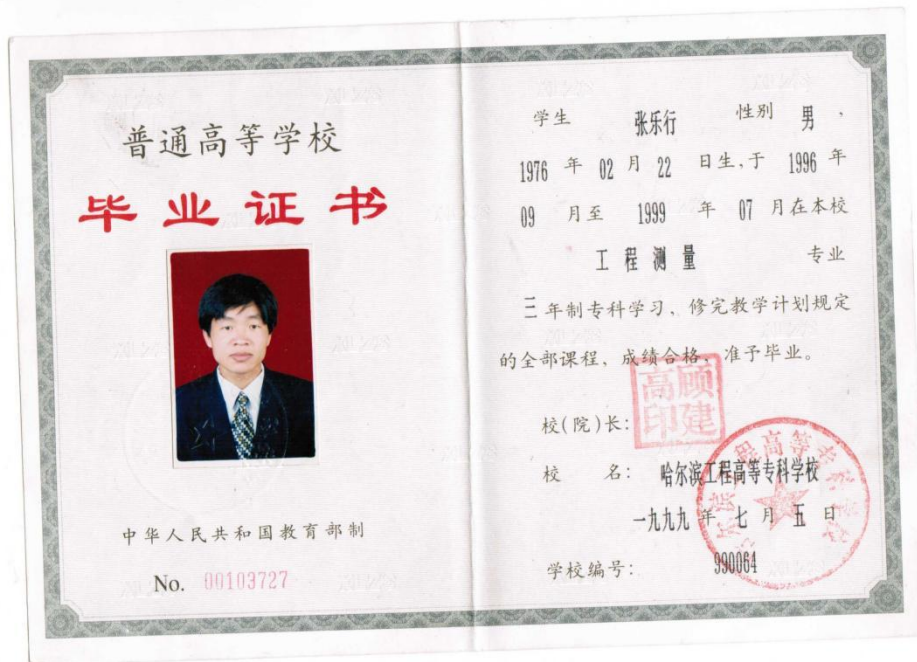 普通高等学校
毕业证书
中华人民共和国教育部制
No. 00103727
学生 张乐行 性别 男，
1976 年 02 月 22 日生,于 1996 年
09 月至 1999 年 07 月在本校
工程测量 专业
三年制专科学习、修完教学计划规定
的全部课程，成绩合格，准予毕业。
校(院)长：
顾建高印
校 名： 哈尔滨工程高等专科学校
一九九九 年 七 月 五 日
学校编号： 990064